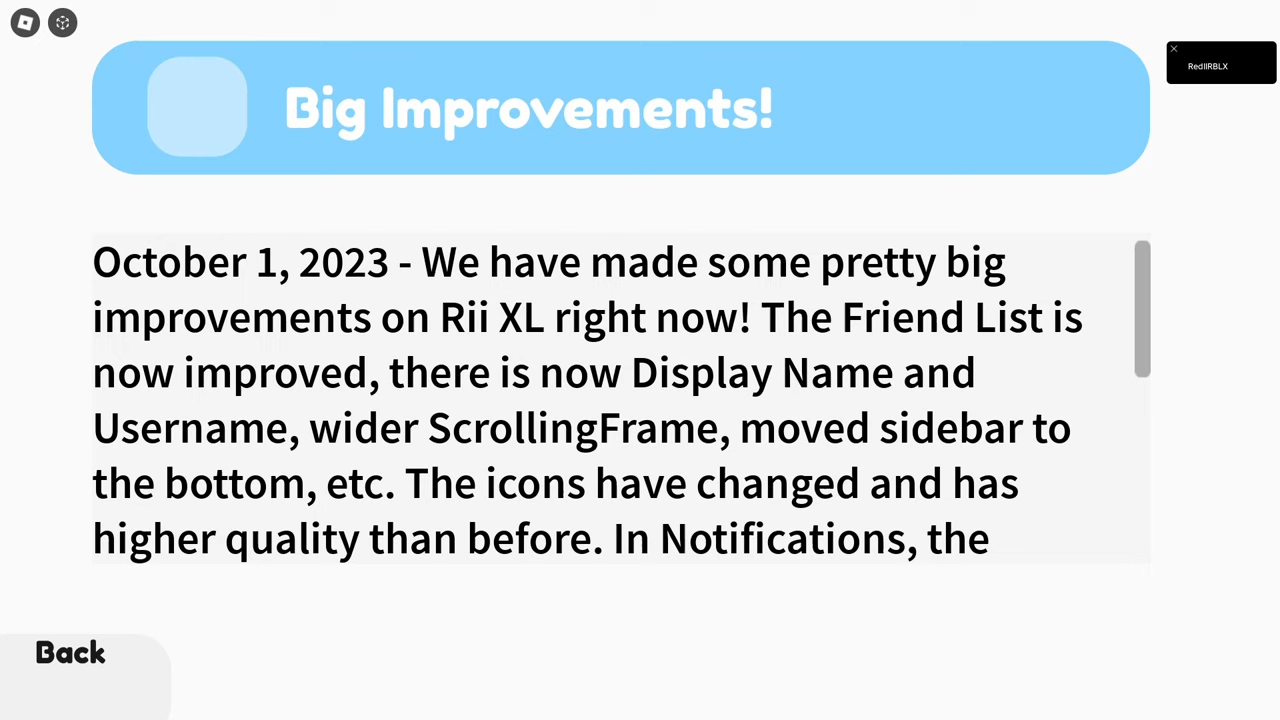 Big Improvements!
RedIIRBLX
October 1, 2023 - We have made some pretty big
improvements on Rii XL right now! The Friend List is
now improved, there is now Display Name and
Username, wider ScrollingFrame, moved sidebar to
the bottom, etc. The icons have changed and has
higher quality than before. In Notifications, the
Back